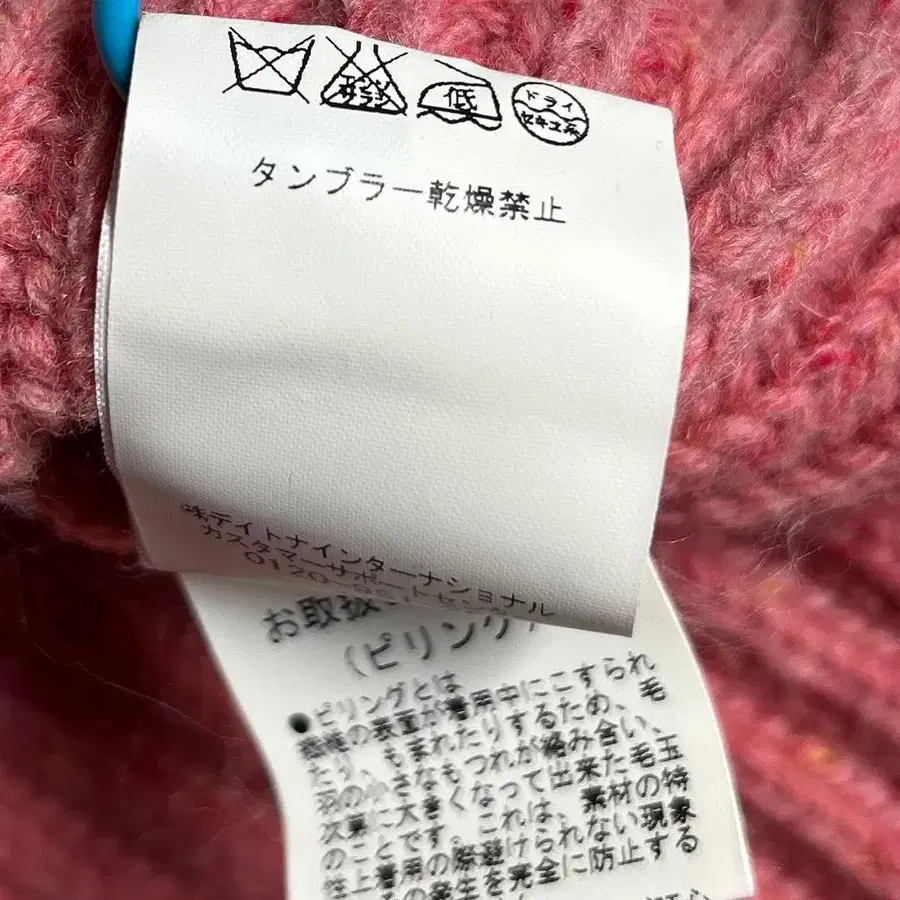 エンソサラシ
低
ドライ
セキユ系
タンブラー乾燥禁止
㈱デイトナインターナショナル
カスタマーサポートセンター
0120-98
お取扱
(ピリング
●ピリングとは
繊維の表面が着用中にこすられ
たり、もまれたりするため、毛
羽の小さなもつれが絡み合い、
次第に大きくなって出来た毛玉
のことです。これは、素材の特
性上着用の際避けられない現象
の発生を完全に防止する